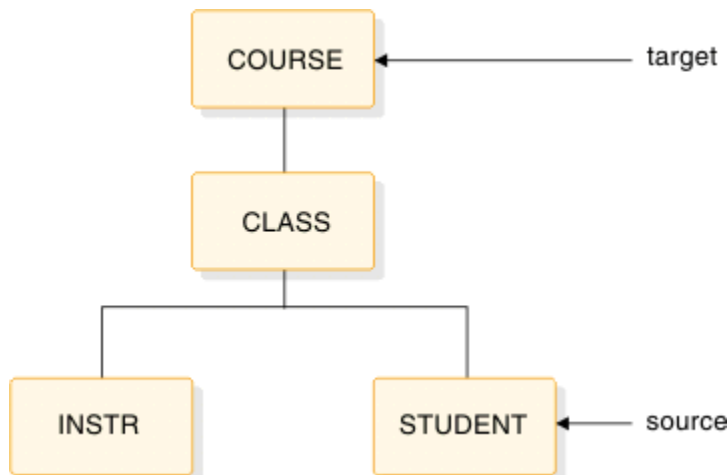 COURSE
target
CLASS
INSTR
STUDENT
source